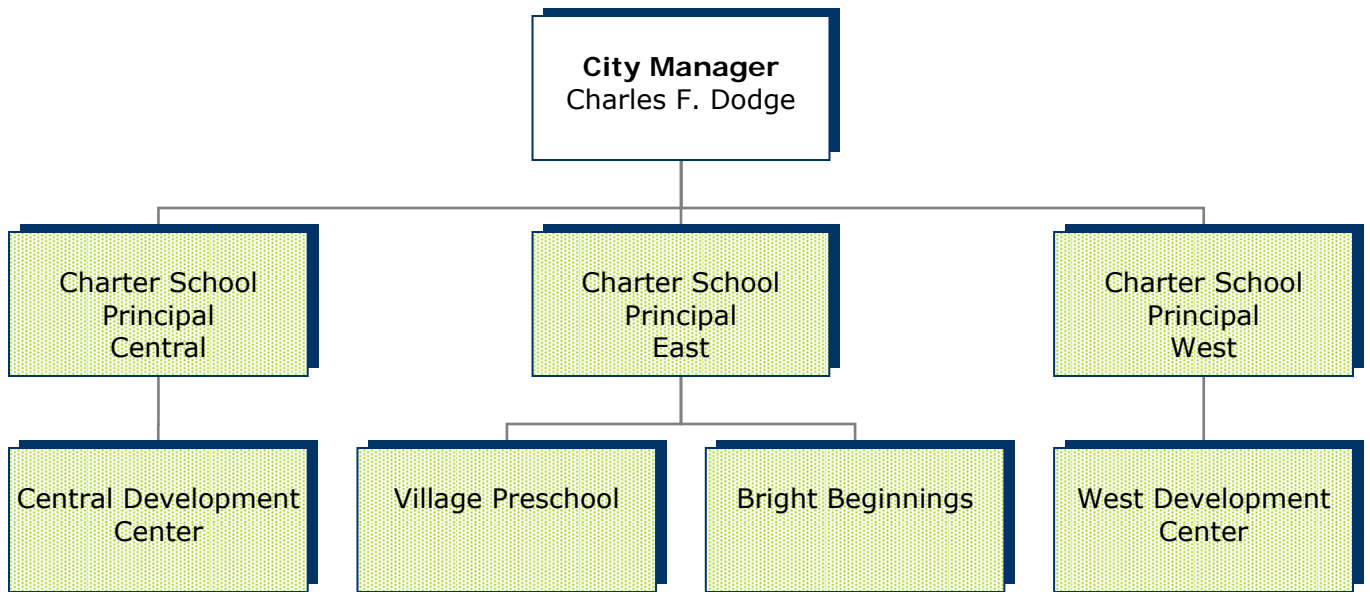 City Manager
Charles F. Dodge
Charter School
Principal
Central
Charter School
Principal
East
Charter School
Principal
West
Central Development
Center
Village Preschool
Bright Beginnings
West Development
Center